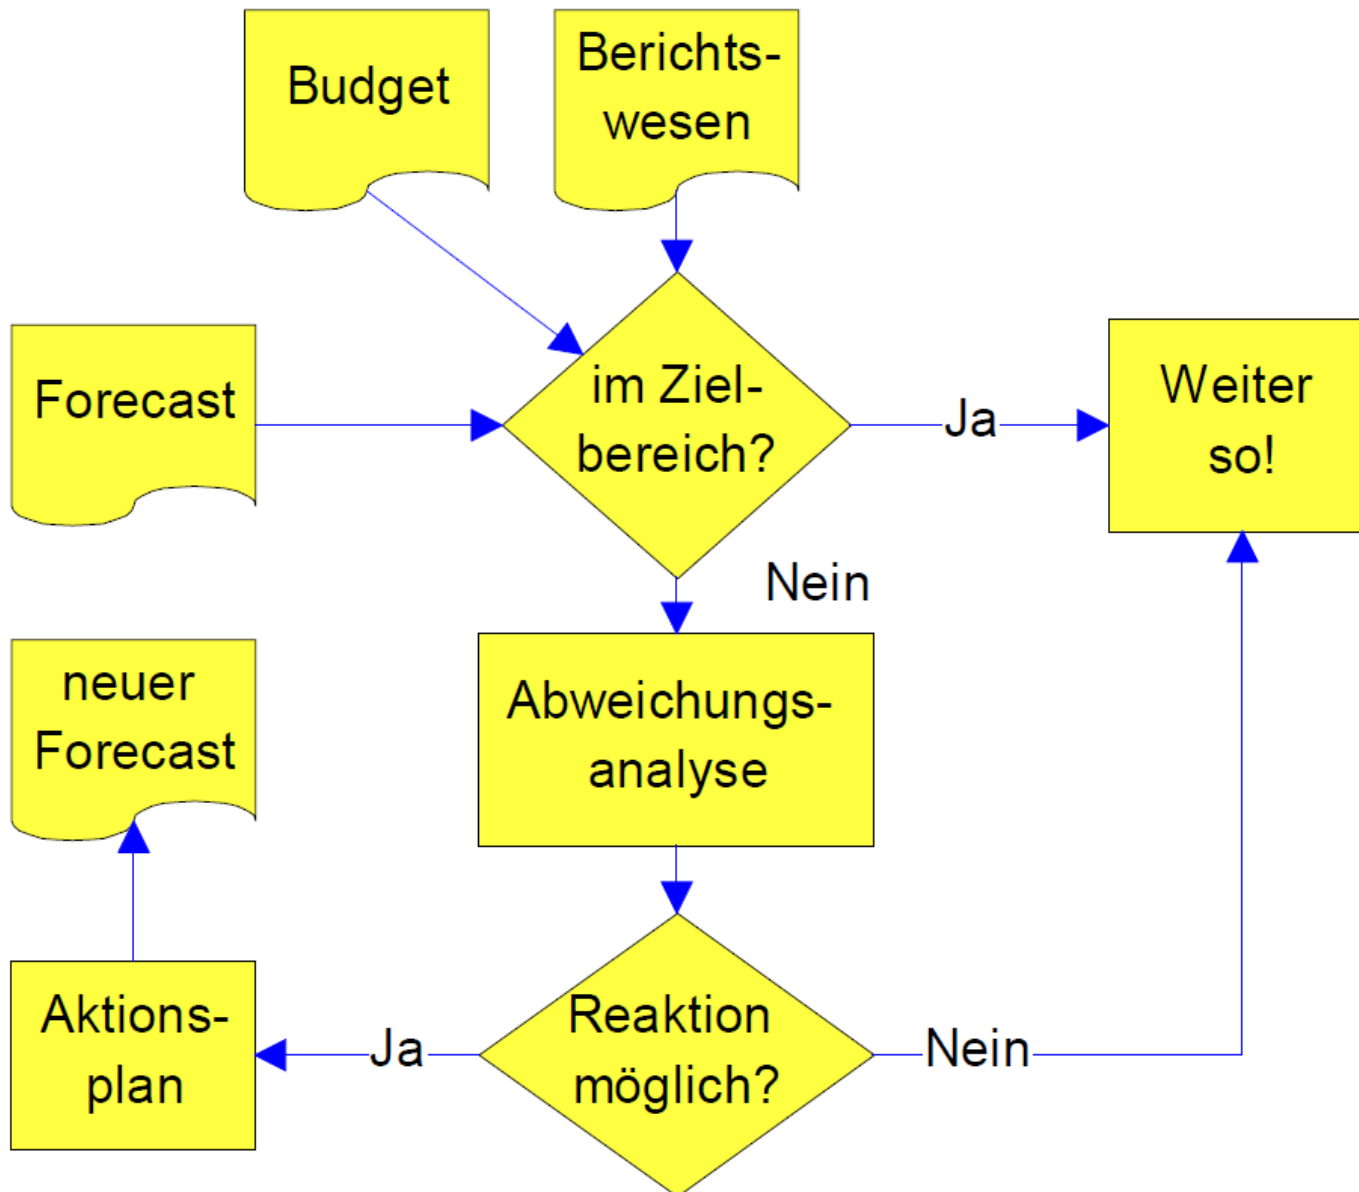 Budget
Berichts-
wesen
Forecast
im Ziel-
bereich?
Ja
Weiter
so!
Nein
neuer
Forecast
Abweichungs-
analyse
Aktions-
plan
Ja
Reaktion
möglich?
Nein